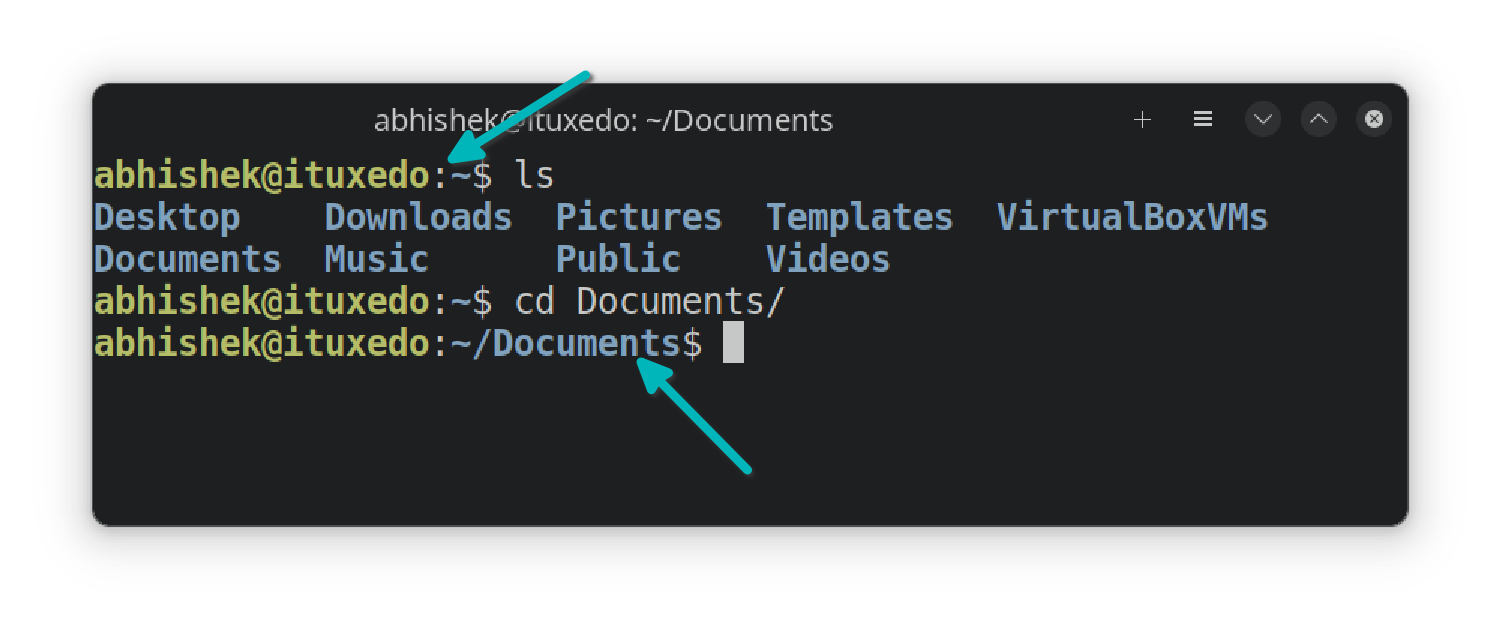 abhishek@ituxedo: ~/Documents
abhishek@ituxedo:~$ ls
Desktop    Downloads  Pictures  Templates  VirtualBoxVMs
Documents  Music      Public    Videos
abhishek@ituxedo:~$ cd Documents/
abhishek@ituxedo:~/Documents$